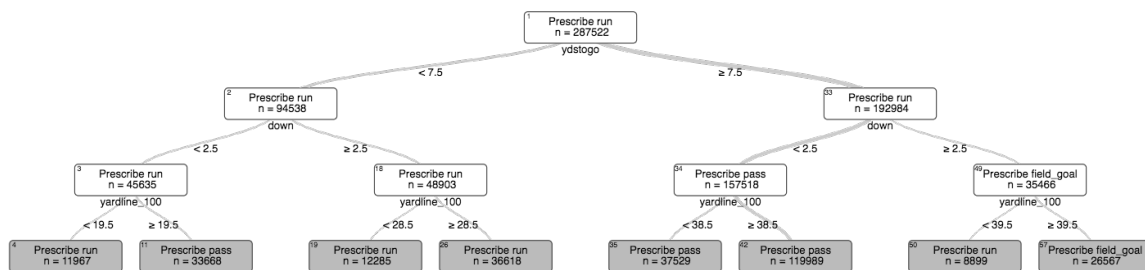 1
Prescribe run
n = 287522
ydstogo
< 7.5
≥ 7.5
2
Prescribe run
n = 94538
down
33
Prescribe run
n = 192984
down
< 2.5
≥ 2.5
< 2.5
≥ 2.5
3
Prescribe run
n = 45635
yardline_100
18
Prescribe run
n = 48903
yardline_100
34
Prescribe pass
n = 157518
yardline_100
49
Prescribe field_goal
n = 35466
yardline_100
< 19.5
≥ 19.5
< 28.5
≥ 28.5
< 38.5
≥ 38.5
< 39.5
≥ 39.5
4
Prescribe run
n = 11967
11
Prescribe pass
n = 33668
19
Prescribe run
n = 12285
26
Prescribe run
n = 36618
35
Prescribe pass
n = 37529
42
Prescribe pass
n = 119989
50
Prescribe run
n = 8899
57
Prescribe field_goal
n = 26567